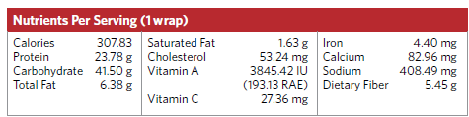 Nutrients Per Serving (1 wrap)
Calories 307.83 Saturated Fat 1.63 g Iron 4.40 mg
Protein 23.78 g Cholesterol 53.24 mg Calcium 82.96 mg
Carbohydrate 41.50 g Vitamin A 3845.42 IU Sodium 408.49 mg
Total Fat 6.38 g (193.13 RAE) Dietary Fiber 5.45 g
Vitamin C 27.36 mg